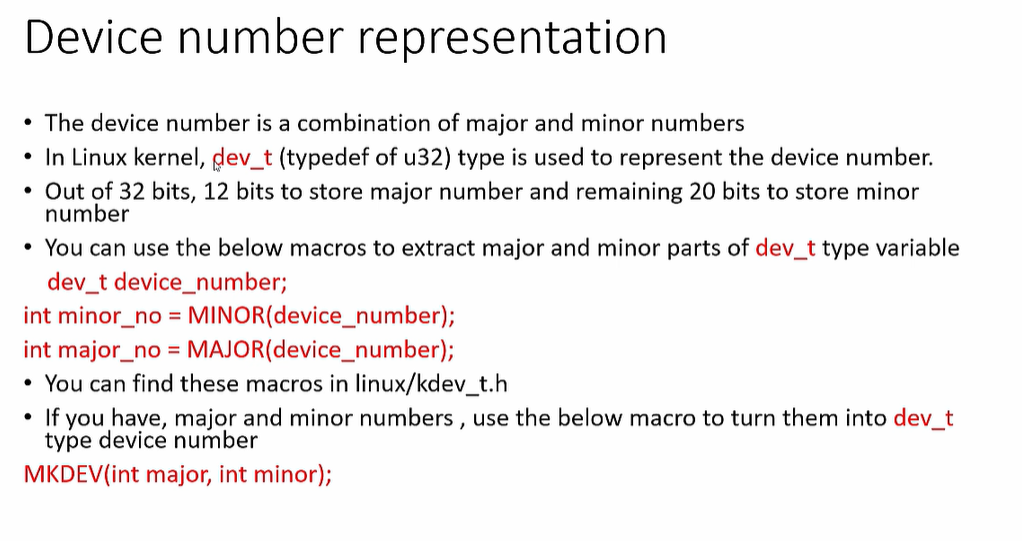 Device number representation
• The device number is a combination of major and minor numbers
• In Linux kernel, dev_t (typedef of u32) type is used to represent the device number.
• Out of 32 bits, 12 bits to store major number and remaining 20 bits to store minor
number
• You can use the below macros to extract major and minor parts of dev_t type variable
dev_t device_number;
int minor_no = MINOR(device_number);
int major_no = MAJOR(device_number);
• You can find these macros in linux/kdev_t.h
• If you have, major and minor numbers , use the below macro to turn them into dev_t
type device number
MKDEV(int major, int minor);